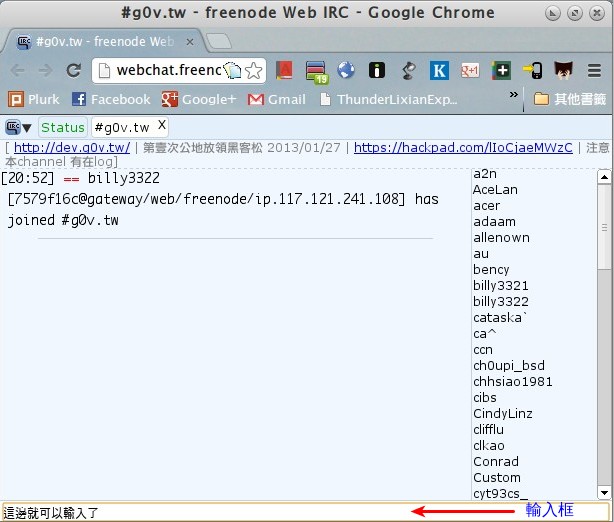 #g0v.tw - freenode Web IRC - Google Chrome
#g0v.tw - freenode Web
webchat.freenc
19
Plurk Facebook Google+ Gmail ThunderLixianExp... » 其他書籤
Status #g0v.tw X
[ http://dev.g0v.tw/ | 第壹次公地放領黑客松 2013/01/27 | https://hackpad.com/IIoCjaeMWzC | 注意
本channel 有在log]
[20:52] == billy3322
[7579f16c@gateway/web/freenode/ip.117.121.241.108] has
joined #g0v.tw
a2n
AceLan
acer
adaam
allenown
au
bency
billy3321
billy3322
cataska`
ca^
ccn
ch0upi_bsd
chhsiao1981
cibs
CindyLinz
clifflu
clkao
Conrad
Custom
cyt93cs_
這邊就可以輸入了
輸入框